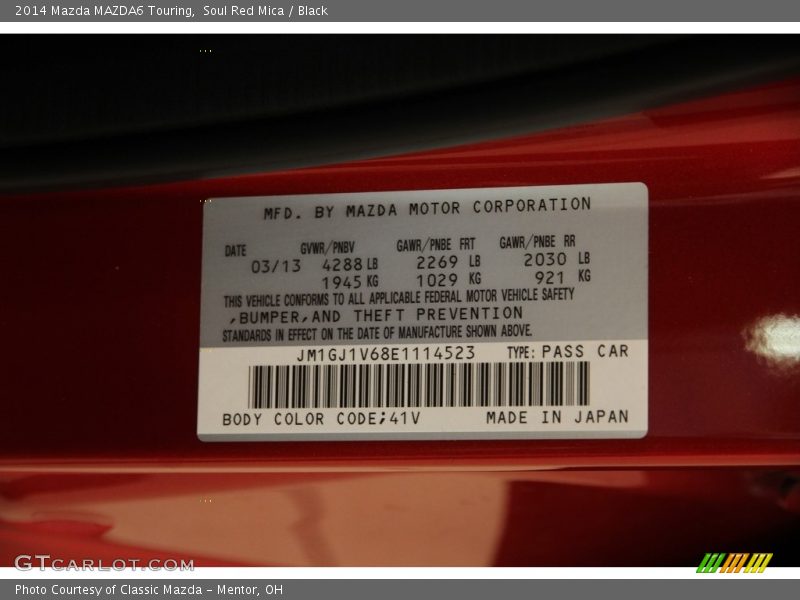 2014 Mazda MAZDA6 Touring,  Soul Red Mica / Black
MFD. BY MAZDA MOTOR CORPORATION
DATE GVWR/PNBV GAWR/PNBE FRT GAWR/PNBE RR
03/13 4288 LB 2269 LB 2030 LB
1945 KG 1029 KG 921 KG
THIS VEHICLE CONFORMS TO ALL APPLICABLE FEDERAL MOTOR VEHICLE SAFETY
,BUMPER,AND THEFT PREVENTION
STANDARDS IN EFFECT ON THE DATE OF MANUFACTURE SHOWN ABOVE.
JM1GJ1V68E1114523 TYPE: PASS CAR
BODY COLOR CODE;41V MADE IN JAPAN
GTCARLOT.COM
Photo Courtesy of Classic Mazda - Mentor, OH